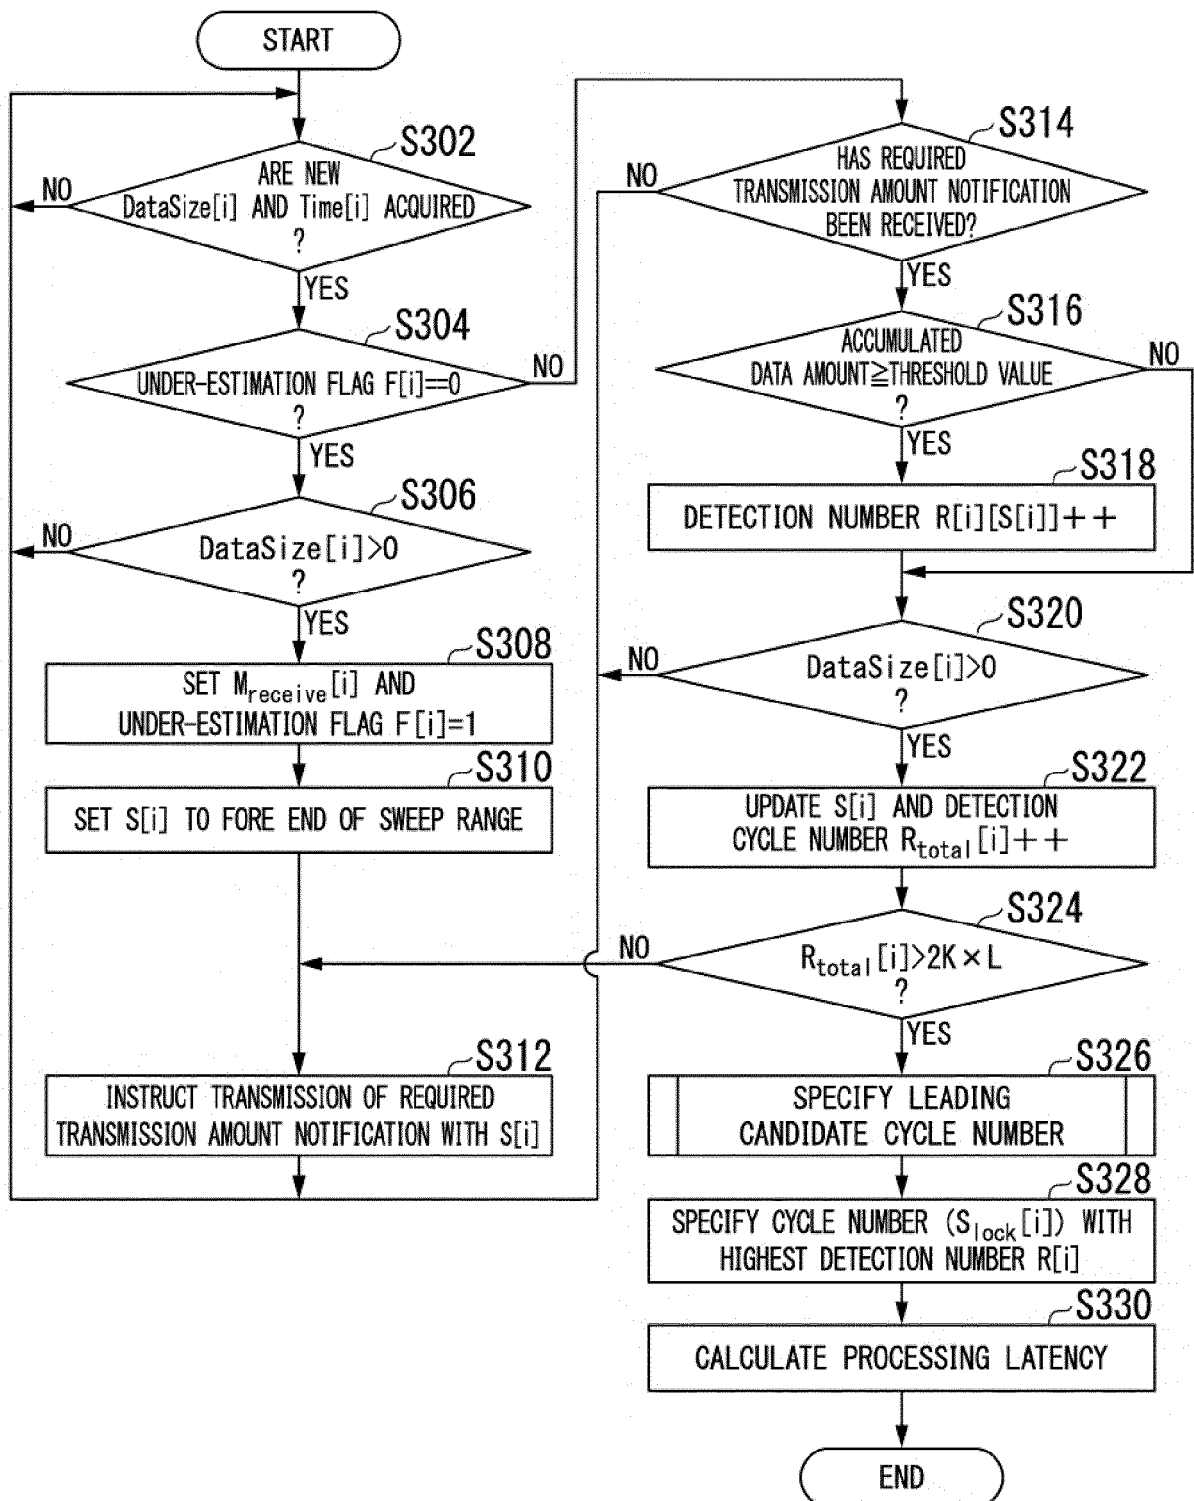 START
S302
ARE NEW
DataSize[i] AND Time[i] ACQUIRED
?
NO
YES
S304
UNDER-ESTIMATION FLAG F[i]==0
?
NO
YES
S306
DataSize[i]>0
?
NO
YES
S308
SET Mreceive[i] AND
UNDER-ESTIMATION FLAG F[i]=1
S310
SET S[i] TO FORE END OF SWEEP RANGE
S312
INSTRUCT TRANSMISSION OF REQUIRED
TRANSMISSION AMOUNT NOTIFICATION WITH S[i]
S314
HAS REQUIRED
TRANSMISSION AMOUNT NOTIFICATION
BEEN RECEIVED?
NO
YES
S316
ACCUMULATED
DATA AMOUNT≧THRESHOLD VALUE
?
NO
YES
S318
DETECTION NUMBER R[i][S[i]]++
S320
DataSize[i]>0
?
NO
YES
S322
UPDATE S[i] AND DETECTION
CYCLE NUMBER Rtotal[i]++
S324
Rtotal[i]>2K×L
?
NO
YES
S326
SPECIFY LEADING
CANDIDATE CYCLE NUMBER
S328
SPECIFY CYCLE NUMBER (Slock[i]) WITH
HIGHEST DETECTION NUMBER R[i]
S330
CALCULATE PROCESSING LATENCY
END